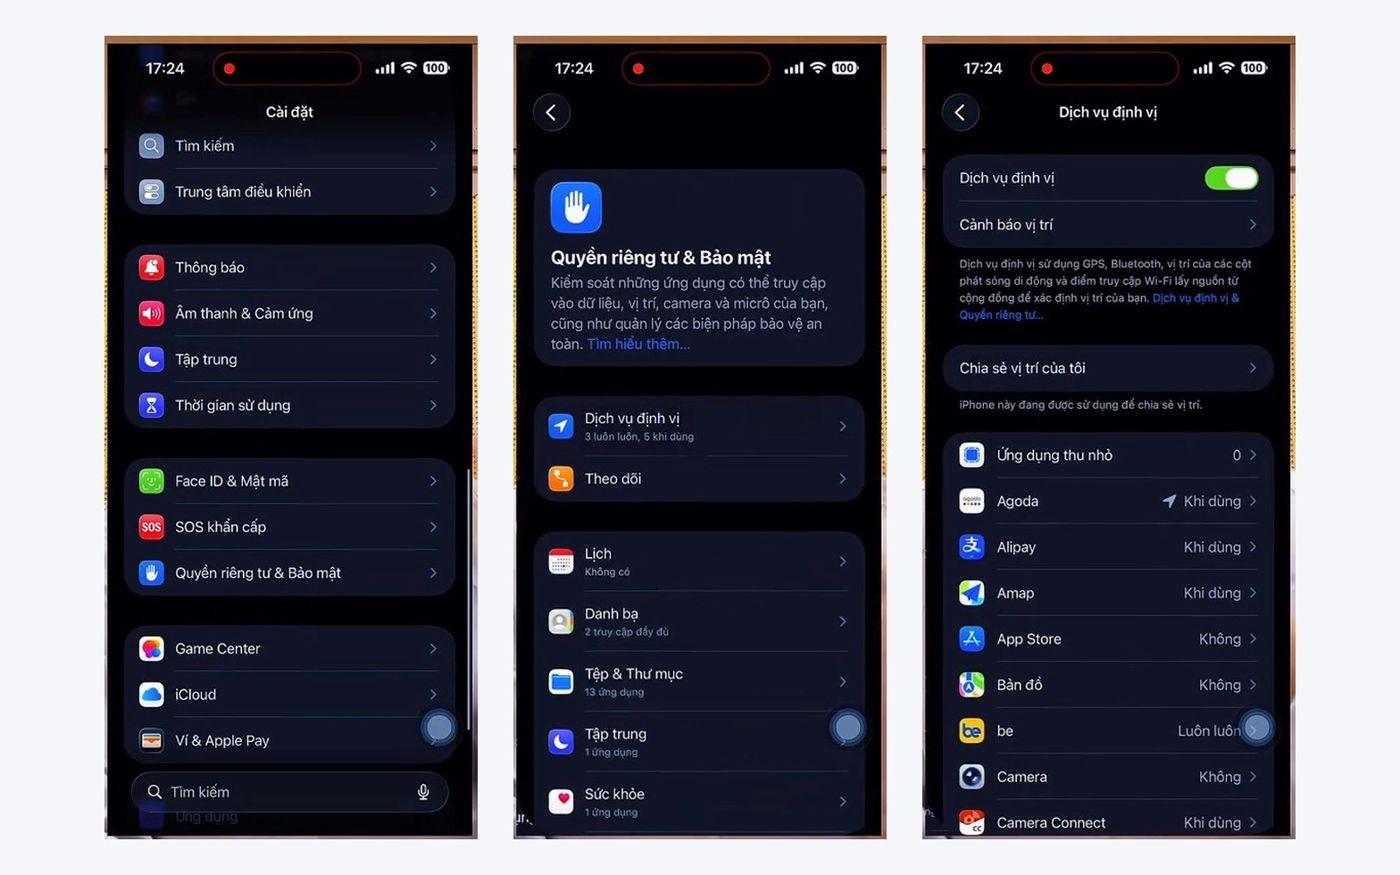 17:24
100
Cài đặt
Tìm kiếm
Trung tâm điều khiển
Thông báo
Âm thanh & Cảm ứng
Tập trung
Thời gian sử dụng
Face ID & Mật mã
SOS
SOS khẩn cấp
Quyền riêng tư & Bảo mật
Game Center
iCloud
Ví & Apple Pay
Tìm kiếm
Ứng dụng
17:24
100
Quyền riêng tư & Bảo mật
Kiểm soát những ứng dụng có thể truy cập
vào dữ liệu, vị trí, camera và micrô của bạn,
cũng như quản lý các biện pháp bảo vệ an
toàn. Tìm hiểu thêm...
Dịch vụ định vị
3 luôn luôn, 5 khi dùng
Theo dõi
Lịch
Không có
Danh bạ
2 truy cập đầy đủ
Tệp & Thư mục
13 ứng dụng
Tập trung
1 ứng dụng
Sức khỏe
1 ứng dụng
17:24
100
Dịch vụ định vị
Dịch vụ định vị
Cảnh báo vị trí
Dịch vụ định vị sử dụng GPS, Bluetooth, vị trí của các cột
phát sóng di động và điểm truy cập Wi-Fi lấy nguồn từ
cộng đồng để xác định vị trí của bạn. Dịch vụ định vị &
Quyền riêng tư...
Chia sẻ vị trí của tôi
iPhone này đang được sử dụng để chia sẻ vị trí.
Ứng dụng thu nhỏ 0
agoda
Agoda Khi dùng
支
Alipay Khi dùng
Amap Khi dùng
App Store Không
Bản đồ Không
be
be Luôn luôn
Camera Không
CC
Camera Connect Khi dùng